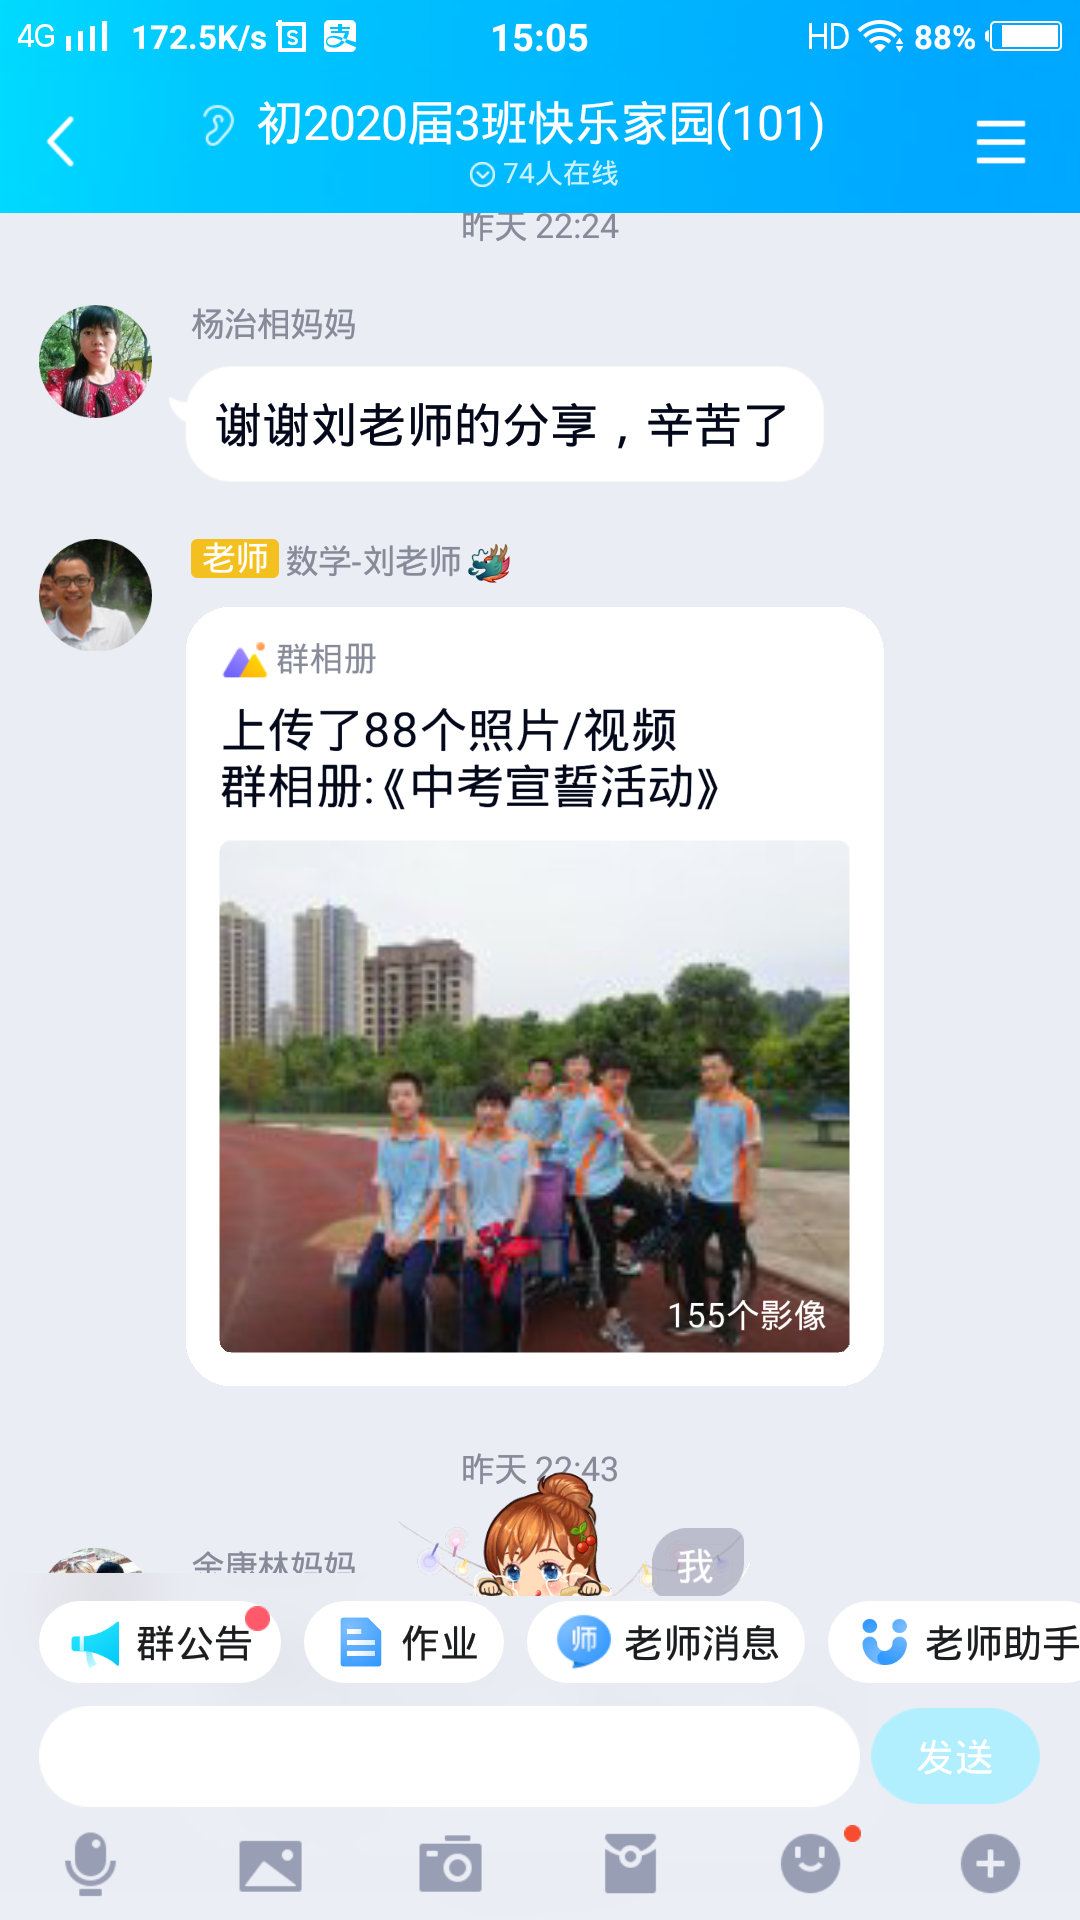 4G 172.5K/s S 支 15:05 HD 88%
初2020届3班快乐家园(101)
74人在线
昨天 22:24
杨治相妈妈
谢谢刘老师的分享，辛苦了
老师 数学-刘老师
群相册
上传了88个照片/视频
群相册:《中考宣誓活动》
155个影像
昨天 22:43
余唐林妈妈
我
群公告 作业 师 老师消息 老师助手
发送